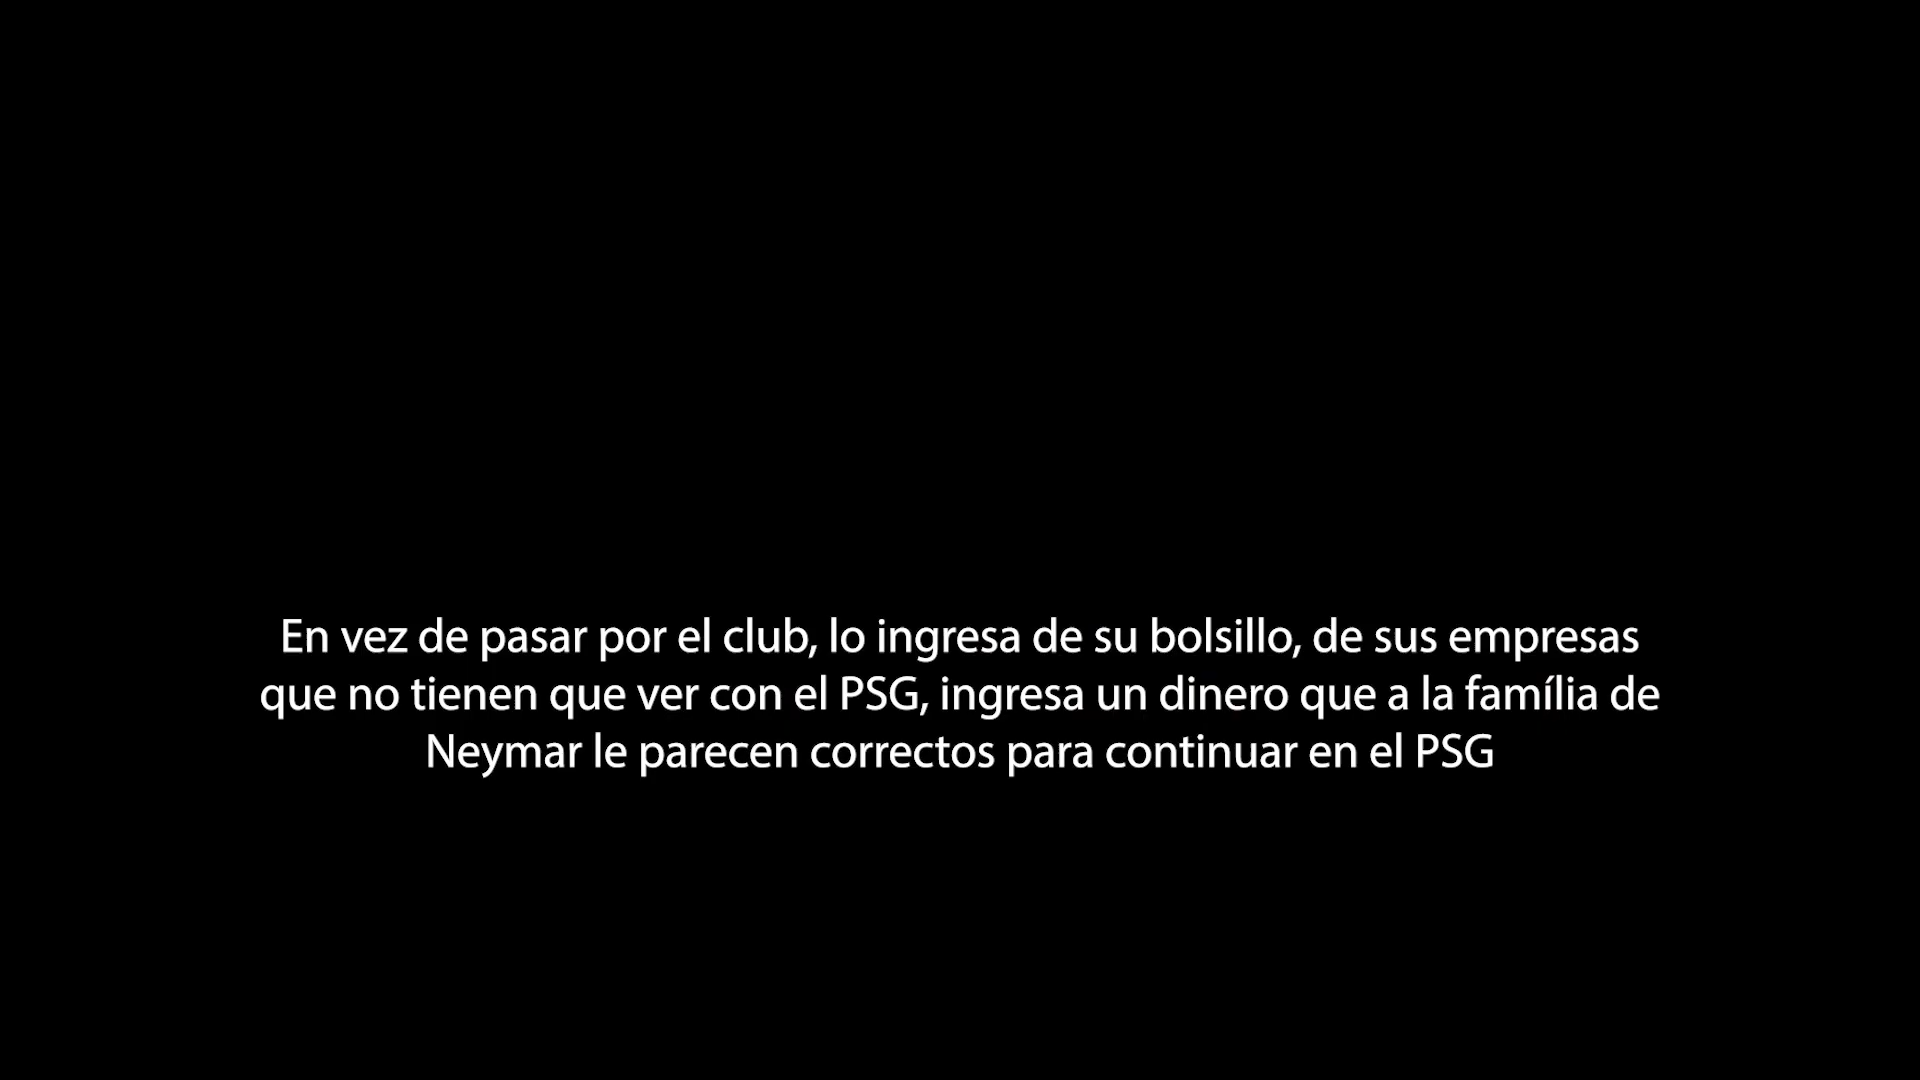 En vez de pasar por el club, lo ingresa de su bolsillo, de sus empresas
que no tienen que ver con el PSG, ingresa un dinero que a la família de
Neymar le parecen correctos para continuar en el PSG